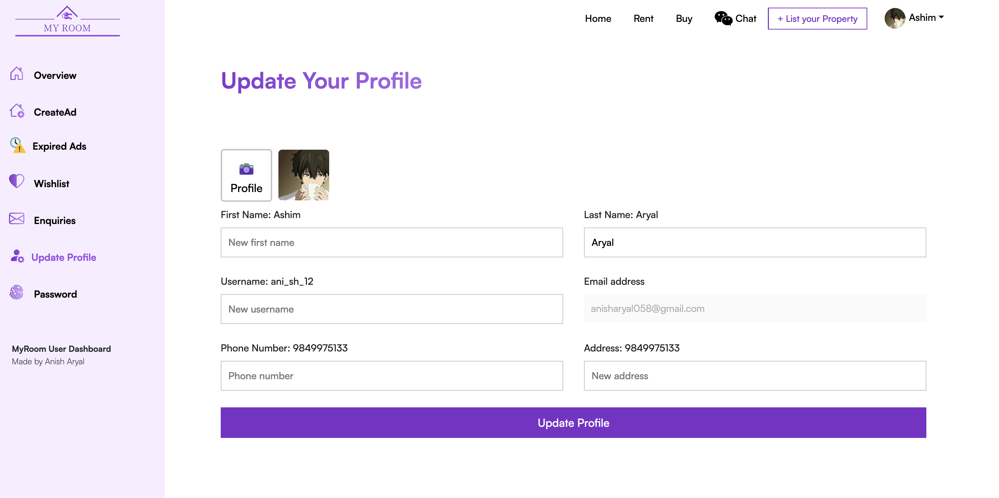 MY ROOM
Home Rent Buy Chat + List your Property Ashim
Overview
CreateAd
Expired Ads
Wishlist
Enquiries
Update Profile
Password
MyRoom User Dashboard
Made by Anish Aryal
Update Your Profile
Profile
First Name: Ashim
New first name
Last Name: Aryal
Aryal
Username: ani_sh_12
New username
Email address
anisharyal058@gmail.com
Phone Number: 9849975133
Phone number
Address: 9849975133
New address
Update Profile